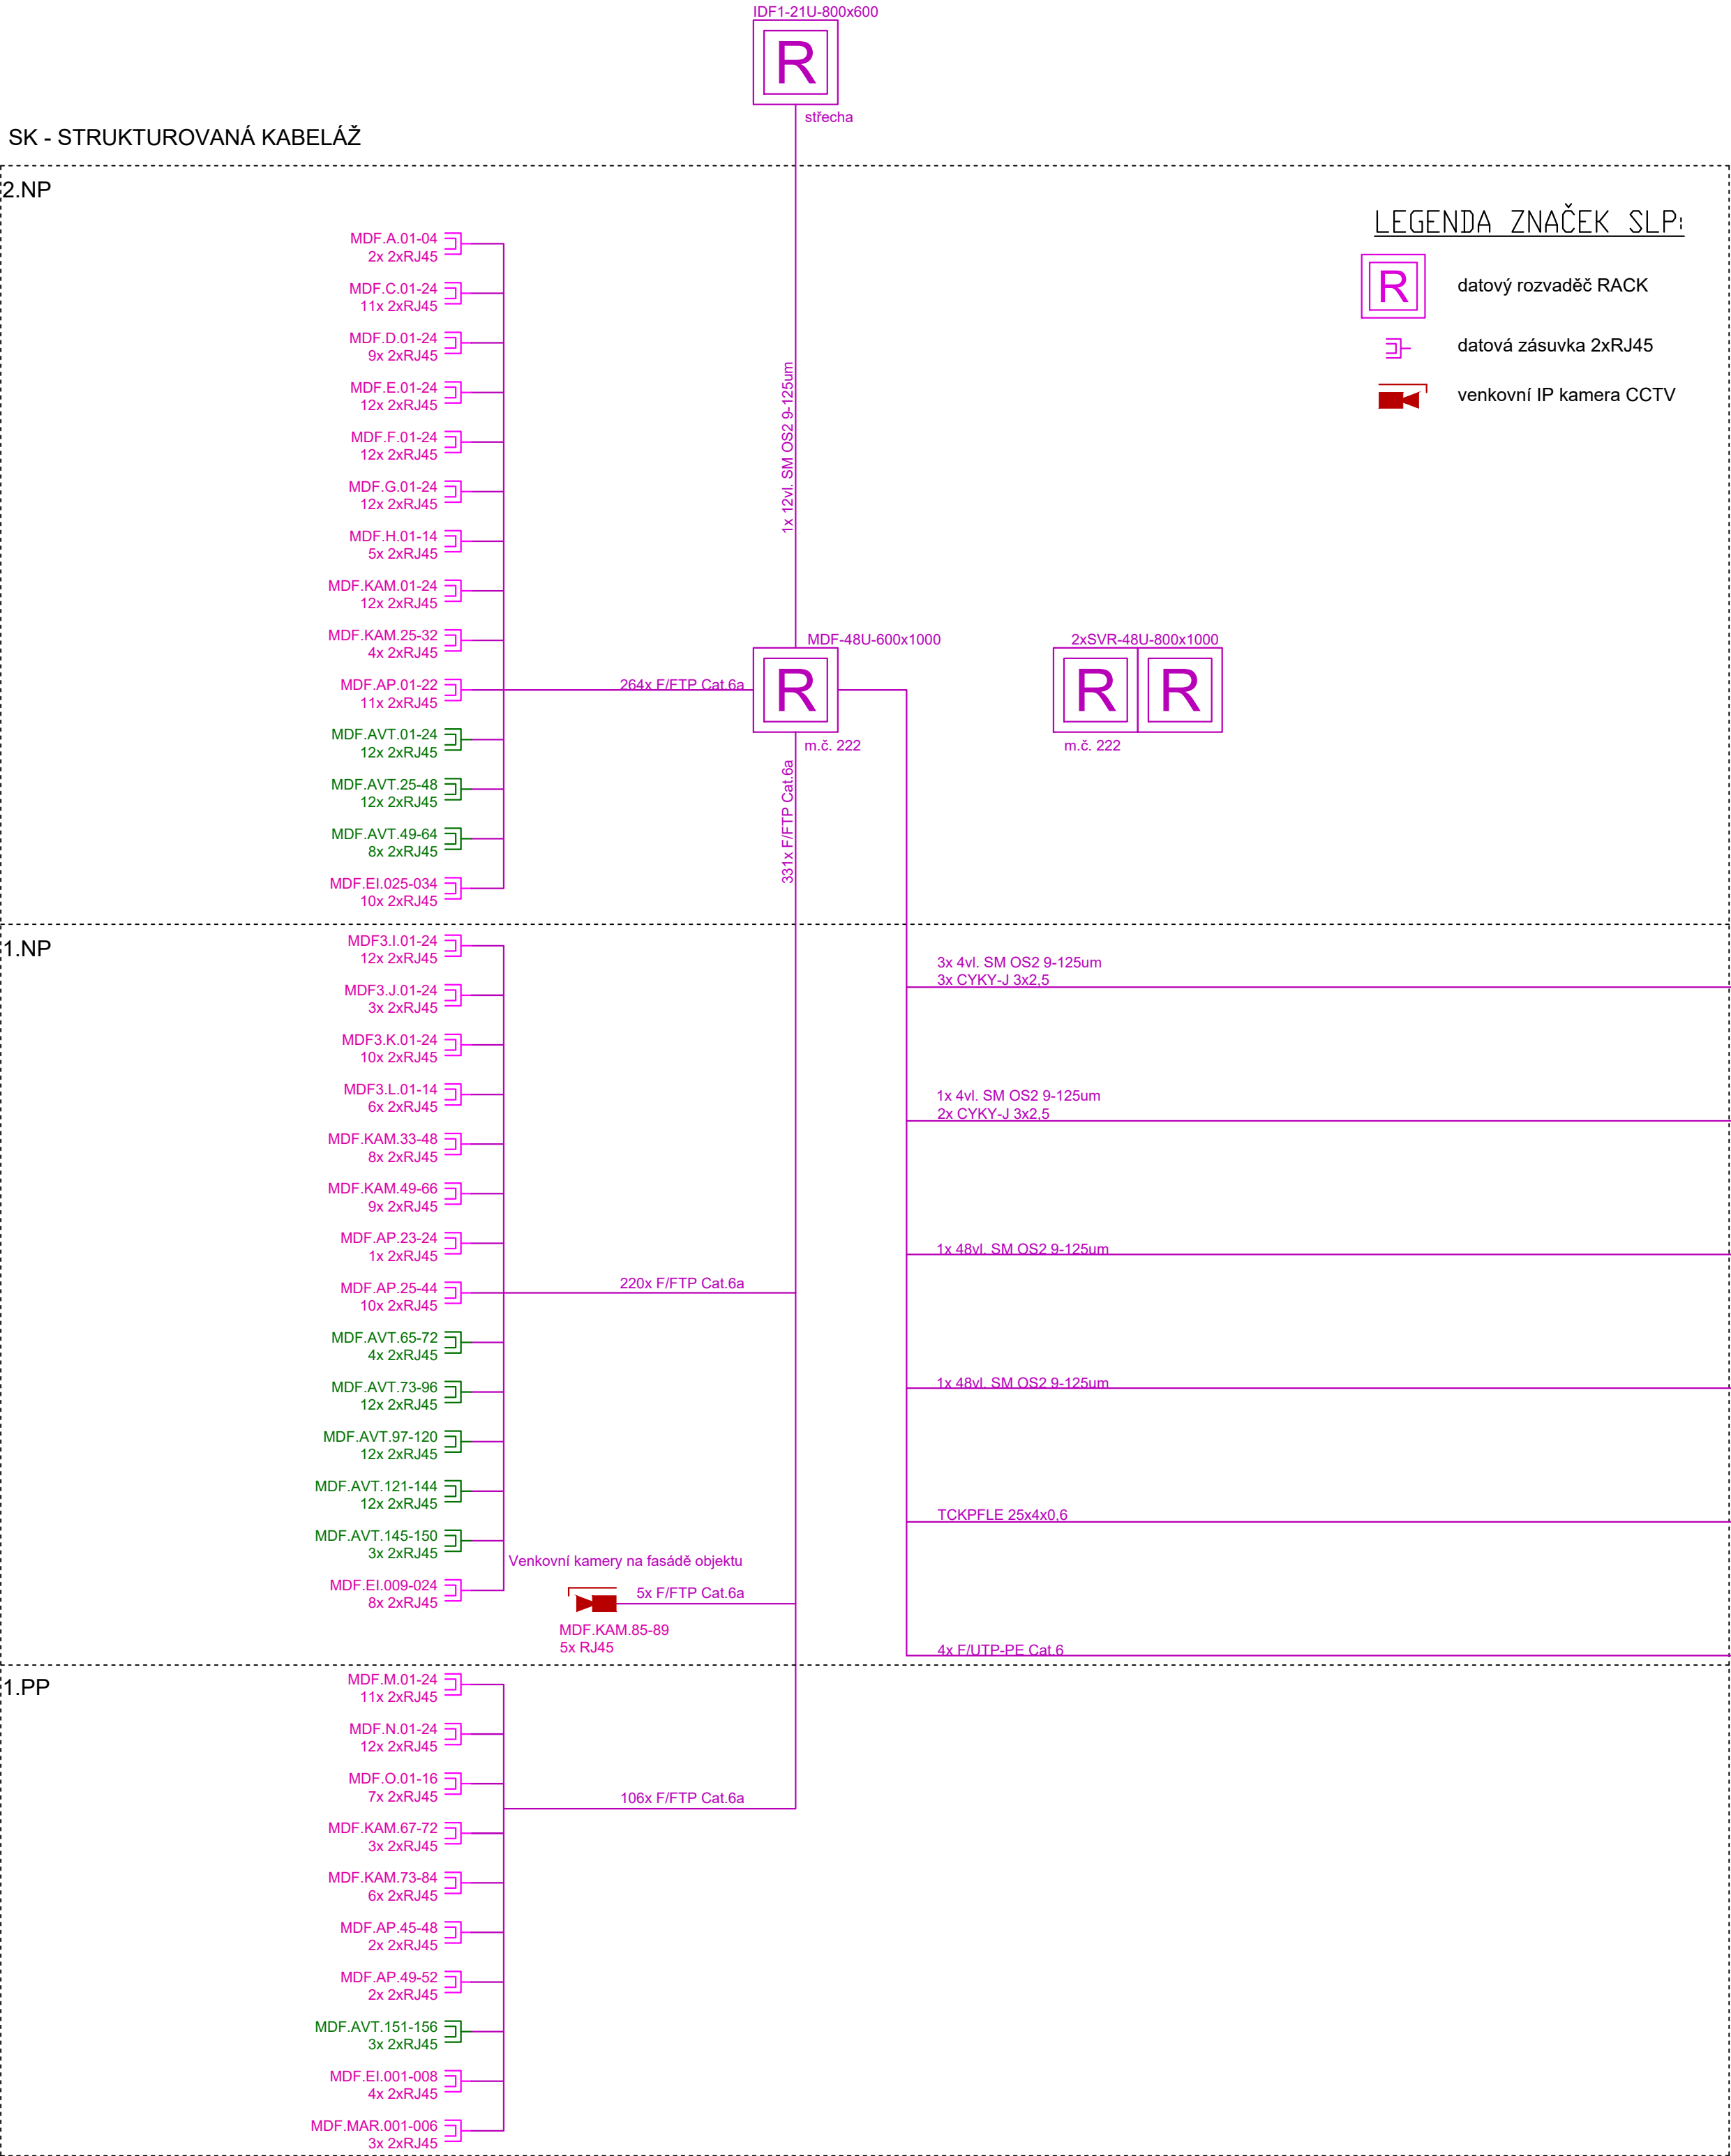 IDF1-21U-800x600
R
střecha
SK - STRUKTUROVANÁ KABELÁŽ
2.NP
LEGENDA ZNAČEK SLP:
R
datový rozvaděč RACK
datová zásuvka 2xRJ45
venkovní IP kamera CCTV
MDF.A.01-04
2x 2xRJ45
MDF.C.01-24
11x 2xRJ45
MDF.D.01-24
9x 2xRJ45
MDF.E.01-24
12x 2xRJ45
MDF.F.01-24
12x 2xRJ45
MDF.G.01-24
12x 2xRJ45
MDF.H.01-14
5x 2xRJ45
MDF.KAM.01-24
12x 2xRJ45
MDF.KAM.25-32
4x 2xRJ45
MDF.AP.01-22
11x 2xRJ45
MDF.AVT.01-24
12x 2xRJ45
MDF.AVT.25-48
12x 2xRJ45
MDF.AVT.49-64
8x 2xRJ45
MDF.EI.025-034
10x 2xRJ45
1x 12vl. SM OS2 9-125um
264x F/FTP Cat.6a
MDF-48U-600x1000
R
m.č. 222
2xSVR-48U-800x1000
R R
m.č. 222
331x F/FTP Cat.6a
1.NP
MDF3.I.01-24
12x 2xRJ45
MDF3.J.01-24
3x 2xRJ45
MDF3.K.01-24
10x 2xRJ45
MDF3.L.01-14
6x 2xRJ45
MDF.KAM.33-48
8x 2xRJ45
MDF.KAM.49-66
9x 2xRJ45
MDF.AP.23-24
1x 2xRJ45
MDF.AP.25-44
10x 2xRJ45
MDF.AVT.65-72
4x 2xRJ45
MDF.AVT.73-96
12x 2xRJ45
MDF.AVT.97-120
12x 2xRJ45
MDF.AVT.121-144
12x 2xRJ45
MDF.AVT.145-150
3x 2xRJ45
MDF.EI.009-024
8x 2xRJ45
220x F/FTP Cat.6a
Venkovní kamery na fasádě objektu
5x F/FTP Cat.6a
MDF.KAM.85-89
5x RJ45
3x 4vl. SM OS2 9-125um
3x CYKY-J 3x2,5
1x 4vl. SM OS2 9-125um
2x CYKY-J 3x2,5
1x 48vl. SM OS2 9-125um
1x 48vl. SM OS2 9-125um
TCKPFLE 25x4x0,6
4x F/UTP-PE Cat.6
1.PP
MDF.M.01-24
11x 2xRJ45
MDF.N.01-24
12x 2xRJ45
MDF.O.01-16
7x 2xRJ45
MDF.KAM.67-72
3x 2xRJ45
MDF.KAM.73-84
6x 2xRJ45
MDF.AP.45-48
2x 2xRJ45
MDF.AP.49-52
2x 2xRJ45
MDF.AVT.151-156
3x 2xRJ45
MDF.EI.001-008
4x 2xRJ45
MDF.MAR.001-006
3x 2xRJ45
106x F/FTP Cat.6a